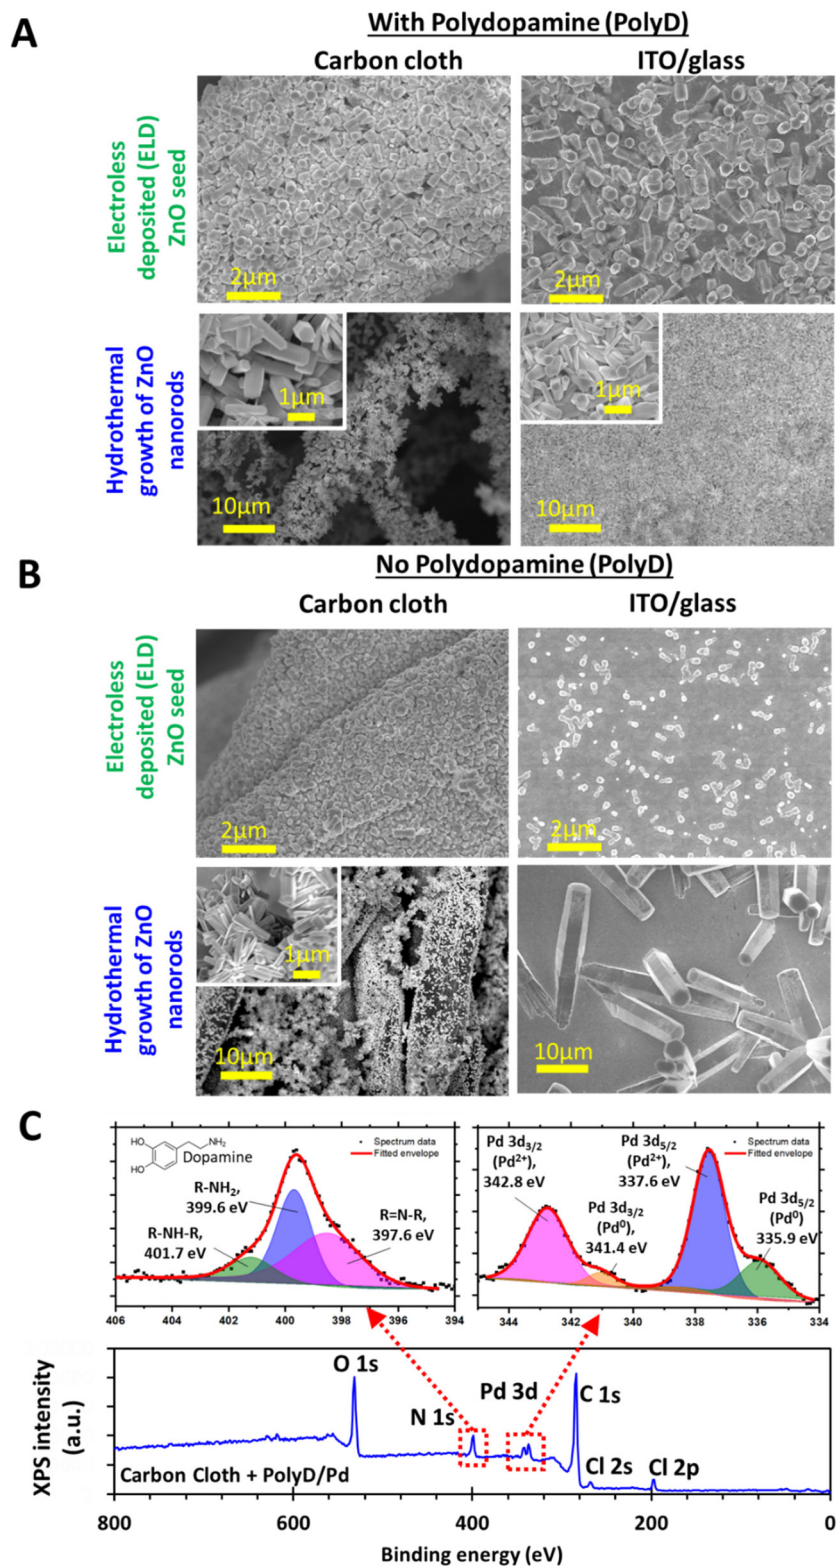 A
With Polydopamine (PolyD)
Carbon cloth
ITO/glass
Electroless
deposited (ELD)
ZnO seed
2μm
2μm
Hydrothermal
growth of ZnO
nanorods
1μm
10μm
1μm
10μm
B
No Polydopamine (PolyD)
Carbon cloth
ITO/glass
Electroless
deposited (ELD)
ZnO seed
2μm
2μm
Hydrothermal
growth of ZnO
nanorods
1μm
10μm
10μm
C
HO
HO
NH2
Dopamine
Spectrum data
Fitted envelope
R-NH2,
399.6 eV
R-NH-R,
401.7 eV
R=N-R,
397.6 eV
406 404 402 400 398 396 394
Pd 3d3/2
(Pd2+),
342.8 eV
Pd 3d3/2
(Pd0)
341.4 eV
Pd 3d5/2
(Pd2+),
337.6 eV
Spectrum data
Fitted envelope
Pd 3d5/2
(Pd0)
335.9 eV
344 342 340 338 336 334
XPS intensity
(a.u.)
O 1s
N 1s
Pd 3d
C 1s
Cl 2s
Cl 2p
Carbon Cloth + PolyD/Pd
800 600 400 200 0
Binding energy (eV)